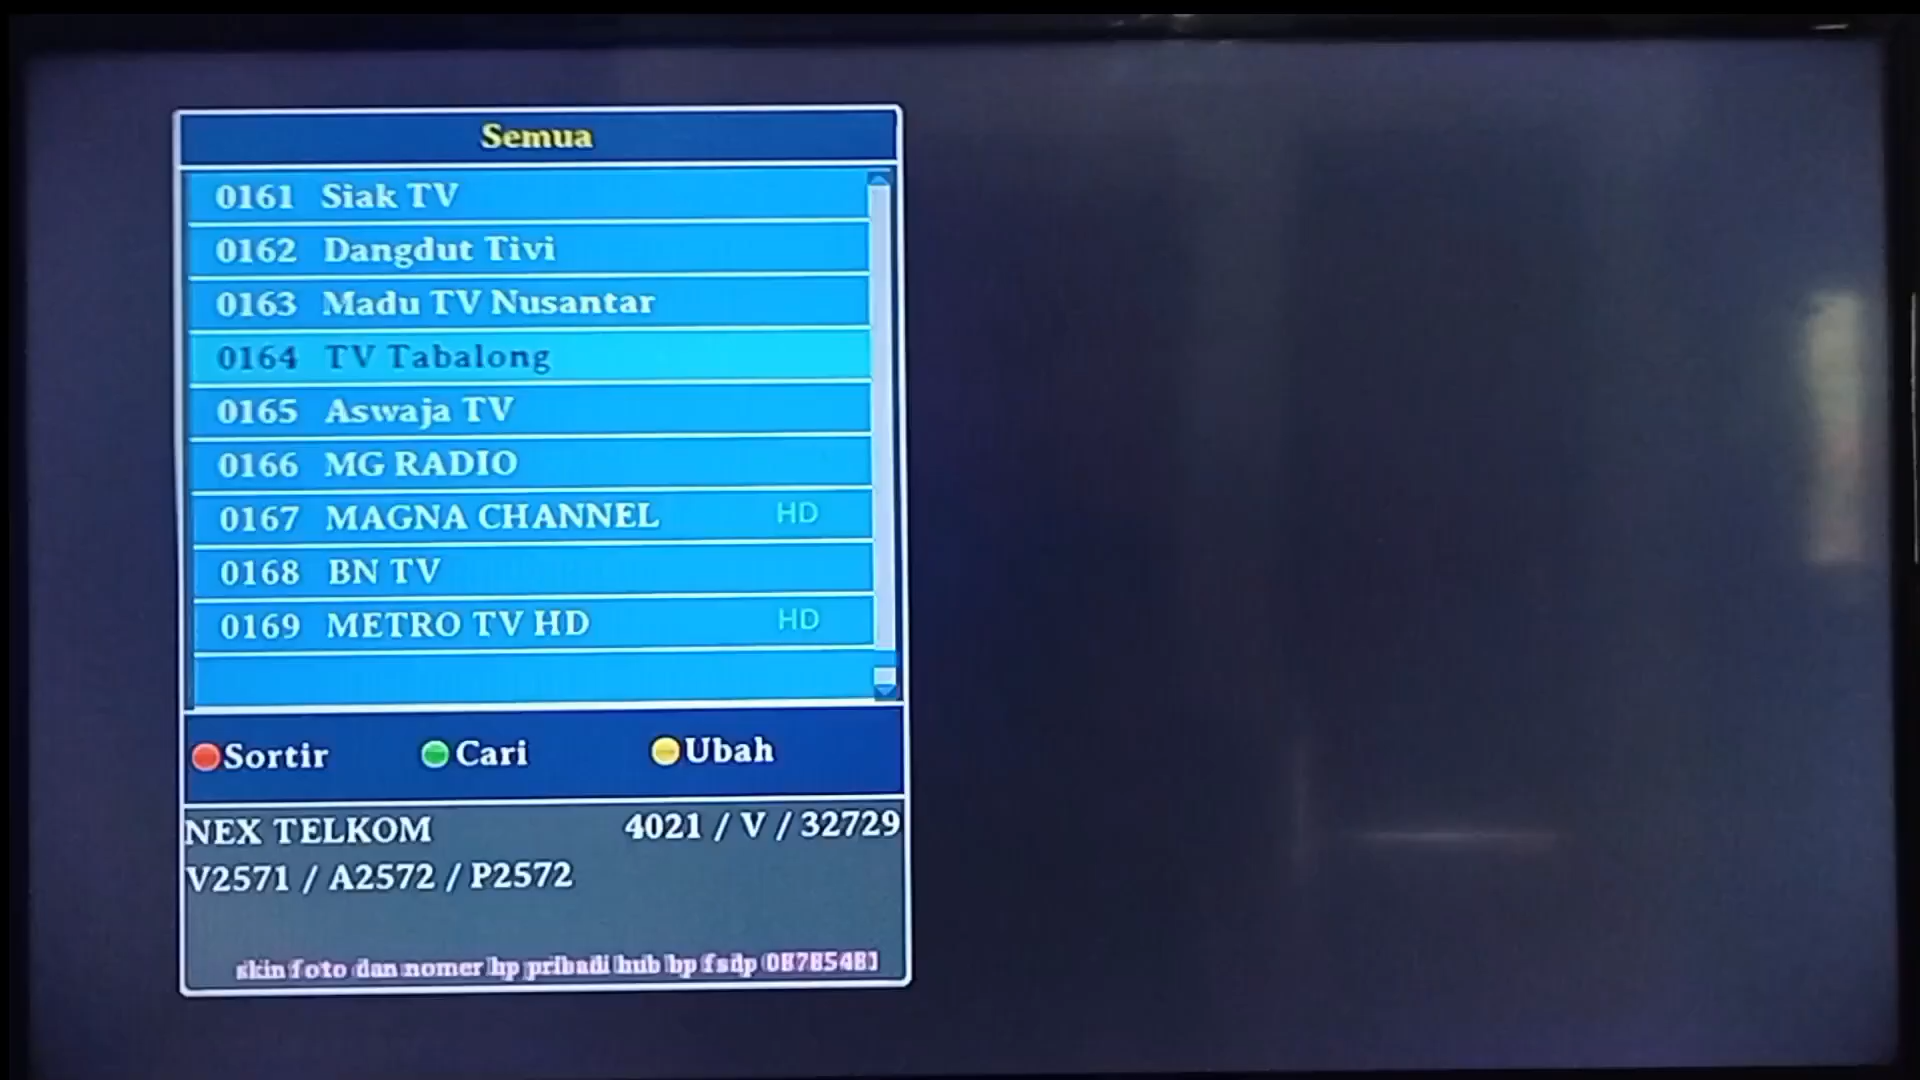 Semua
0161 Siak TV
0162 Dangdut Tivi
0163 Madu TV Nusantar
0164 TV Tabalong
0165 Aswaja TV
0166 MG RADIO
0167 MAGNA CHANNEL HD
0168 BN TV
0169 METRO TV HD HD
Sortir Cari Ubah
NEX TELKOM 4021 / V / 32729
V2571 / A2572 / P2572
skin foto dan nomer hp pribadi hub hp fsdp